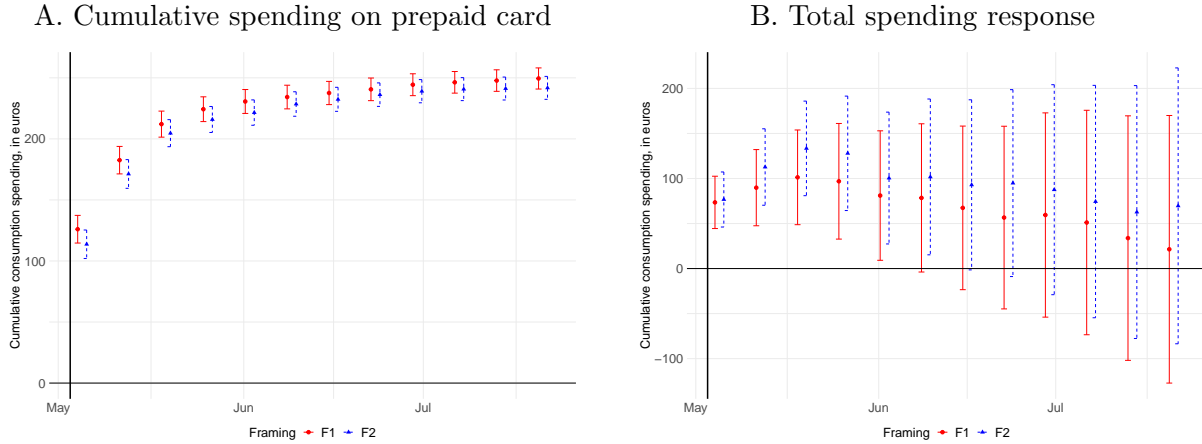 A. Cumulative spending on prepaid card
Cumulative consumption spending, in euros
200
100
0
May
Jun
Jul
Framing F1 F2
B. Total spending response
Cumulative consumption spending, in euros
200
100
0
−100
May
Jun
Jul
Framing F1 F2